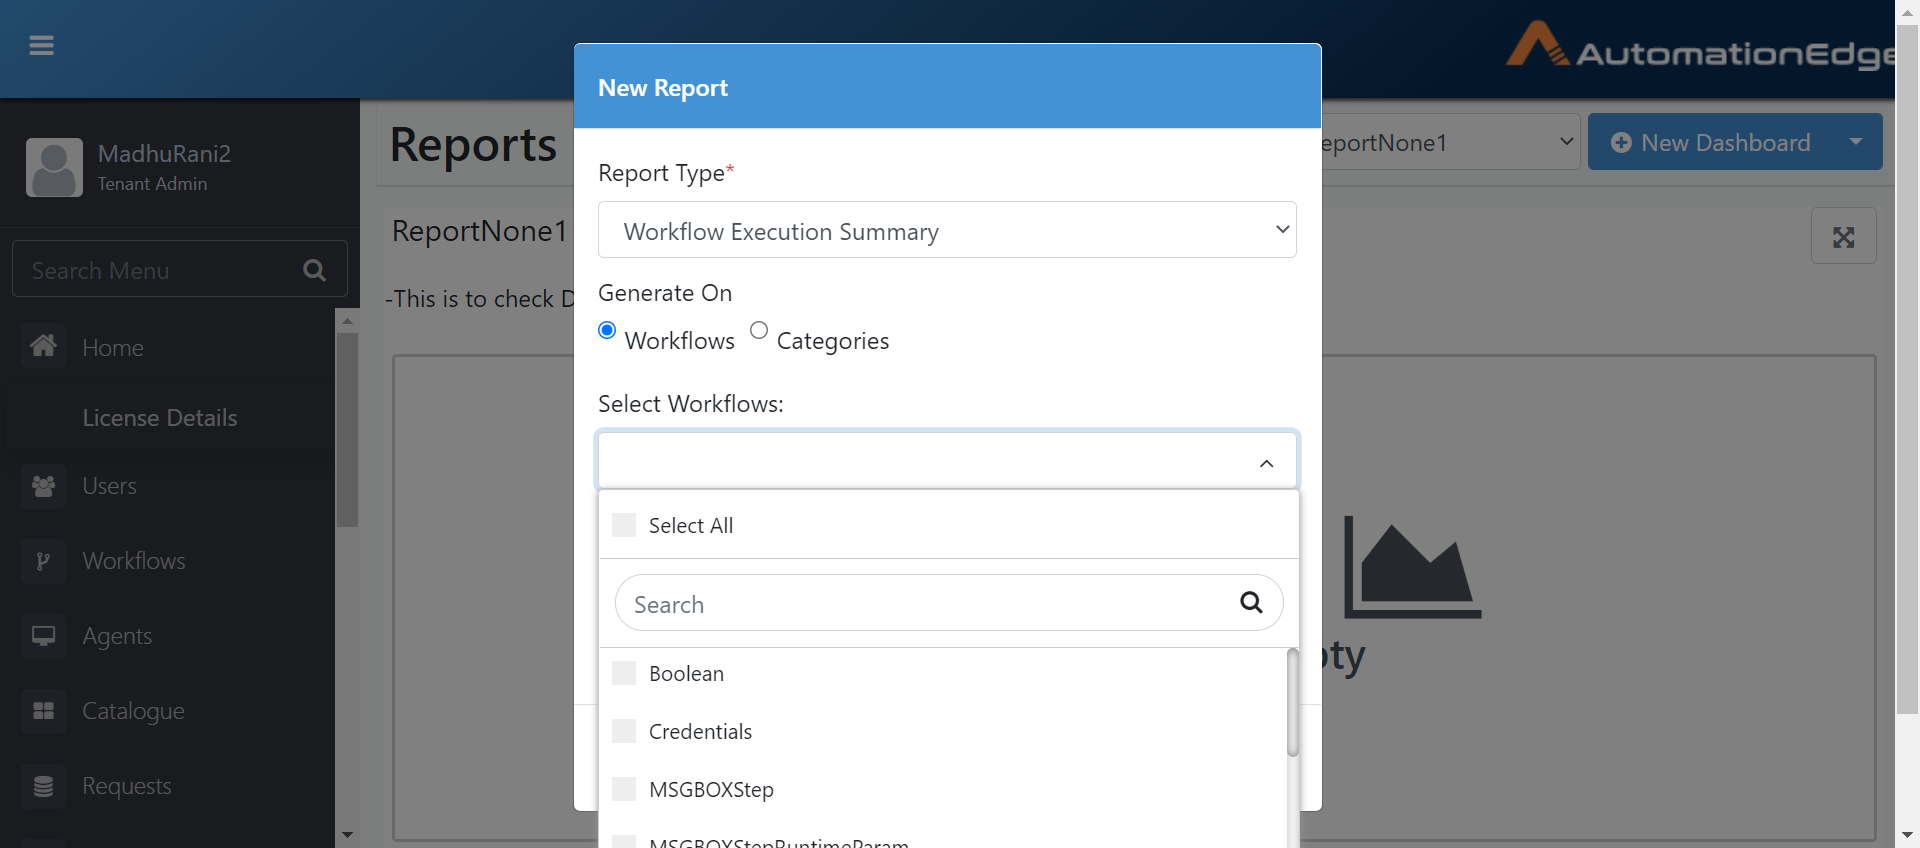 AutomationEdge
New Report
MadhuRani2
Tenant Admin
Reports
eportNone1
New Dashboard
Report Type*
Workflow Execution Summary
ReportNone1
Search Menu
-This is to check D
Generate On
Workflows
Categories
Home
License Details
Select Workflows:
Users
Select All
Workflows
Search
Agents
pty
Boolean
Catalogue
Credentials
Requests
MSGBOXStep
MSGBOXStepRuntimeParam